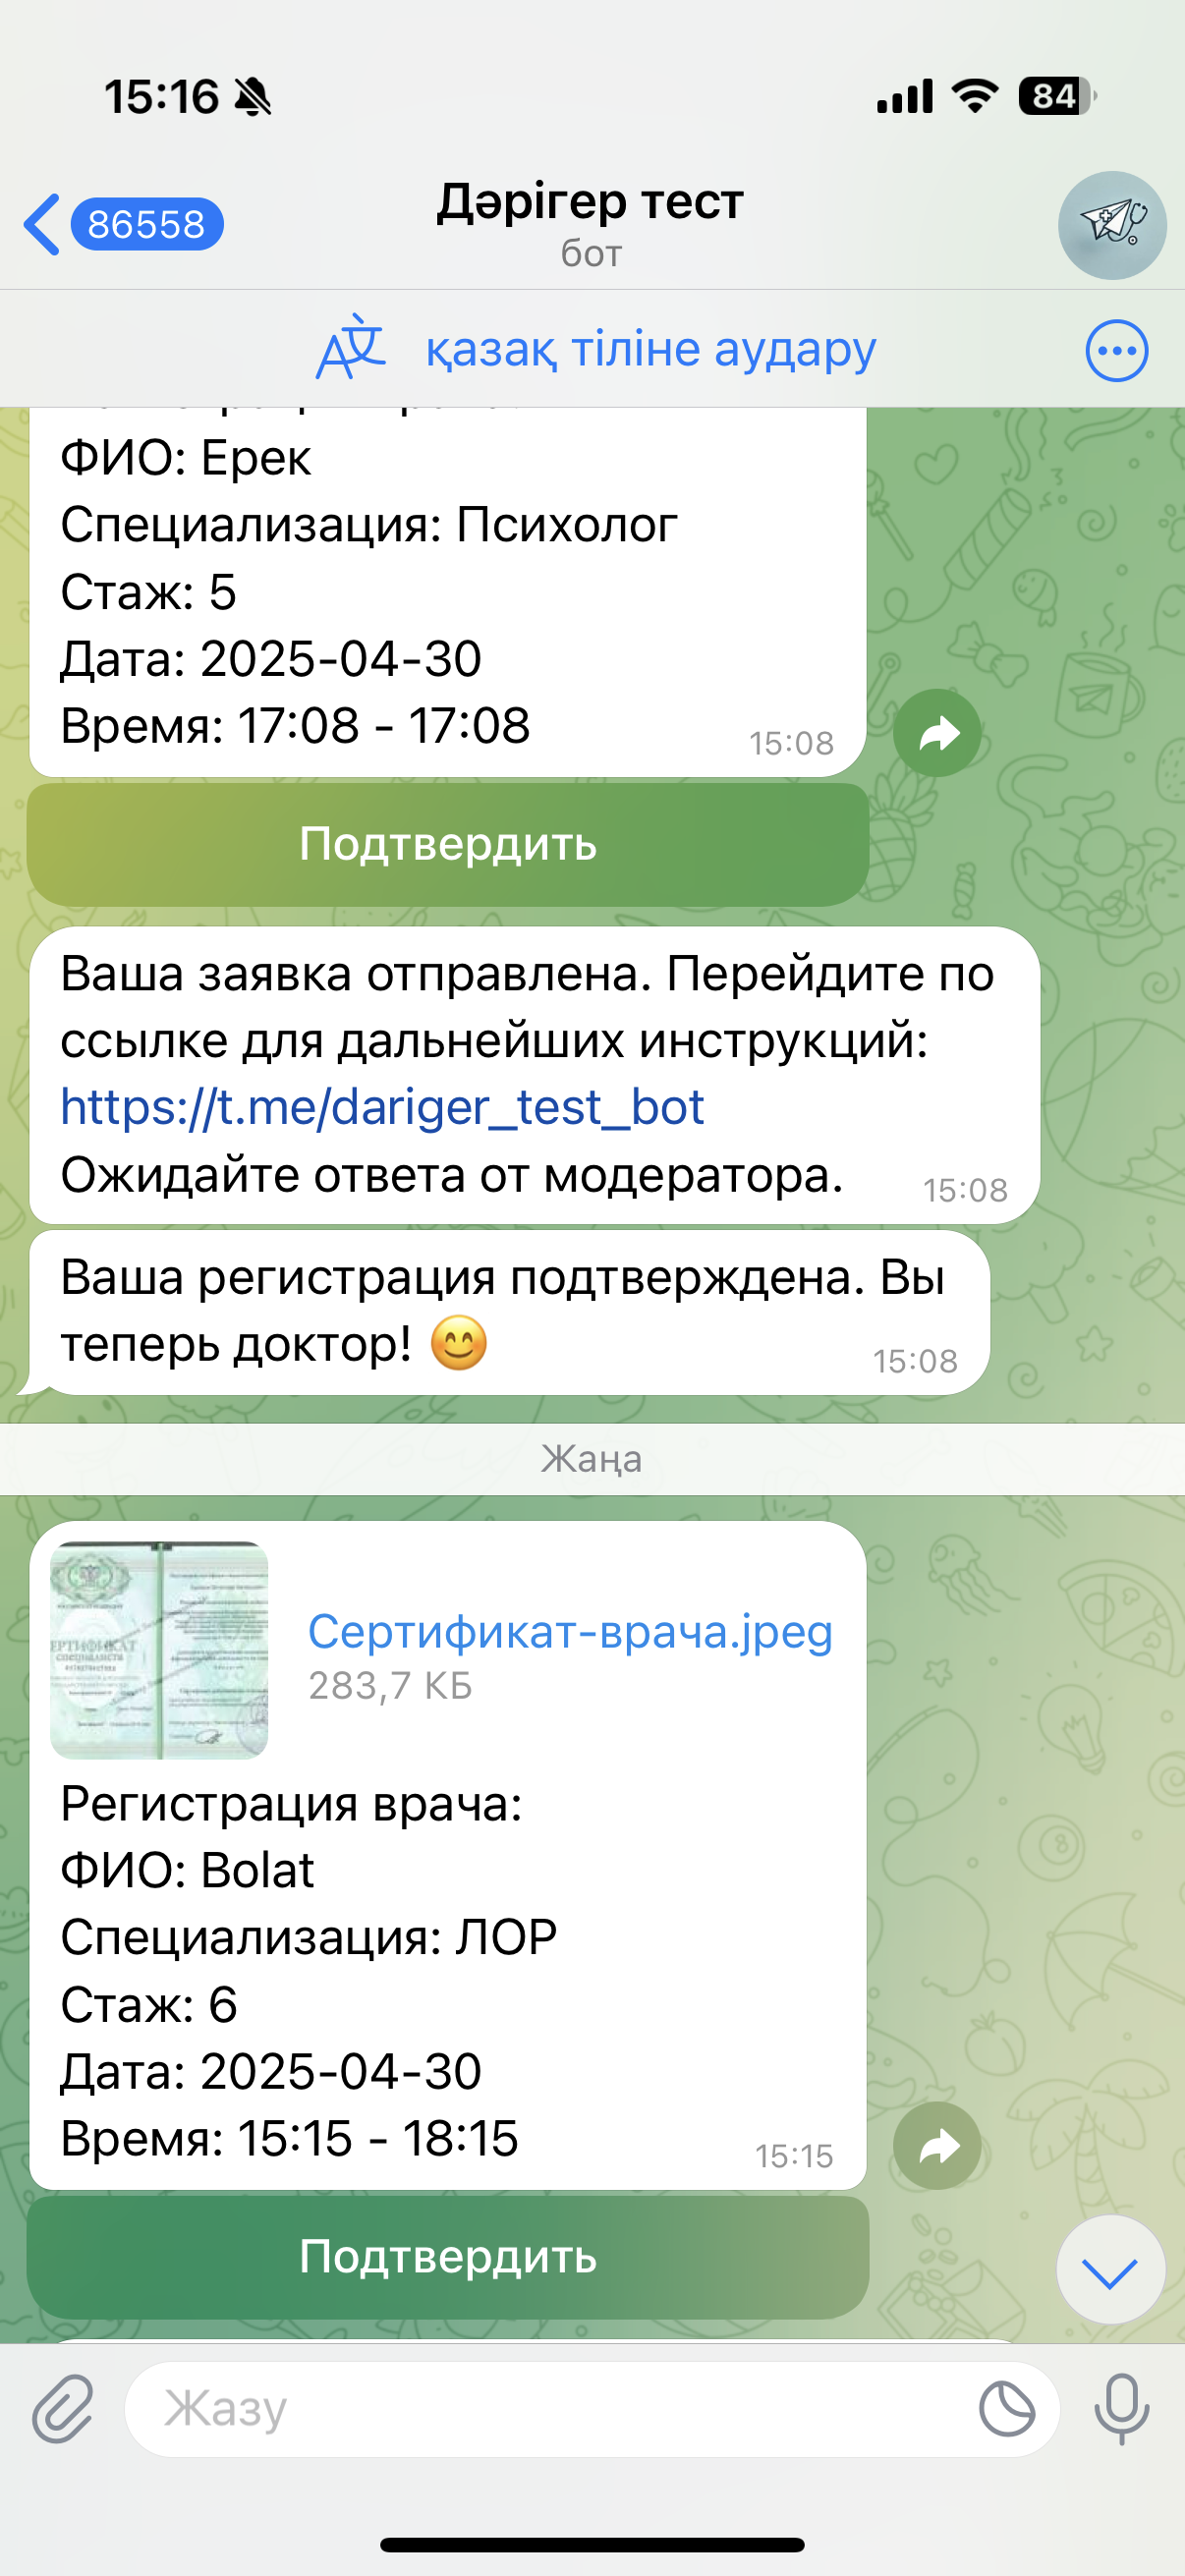 15:16
84
86558
Дәрігер тест
бот
қазақ тіліне аудару
ФИО: Ерек
Специализация: Психолог
Стаж: 5
Дата: 2025-04-30
Время: 17:08 - 17:08
15:08
Подтвердить
Ваша заявка отправлена. Перейдите по
ссылке для дальнейших инструкций:
https://t.me/dariger_test_bot
Ожидайте ответа от модератора.
15:08
Ваша регистрация подтверждена. Вы
теперь доктор! 😊
15:08
Жаңа
Сертификат-врача.jpeg
283,7 КБ
Регистрация врача:
ФИО: Bolat
Специализация: ЛОР
Стаж: 6
Дата: 2025-04-30
Время: 15:15 - 18:15
15:15
Подтвердить
Жазу